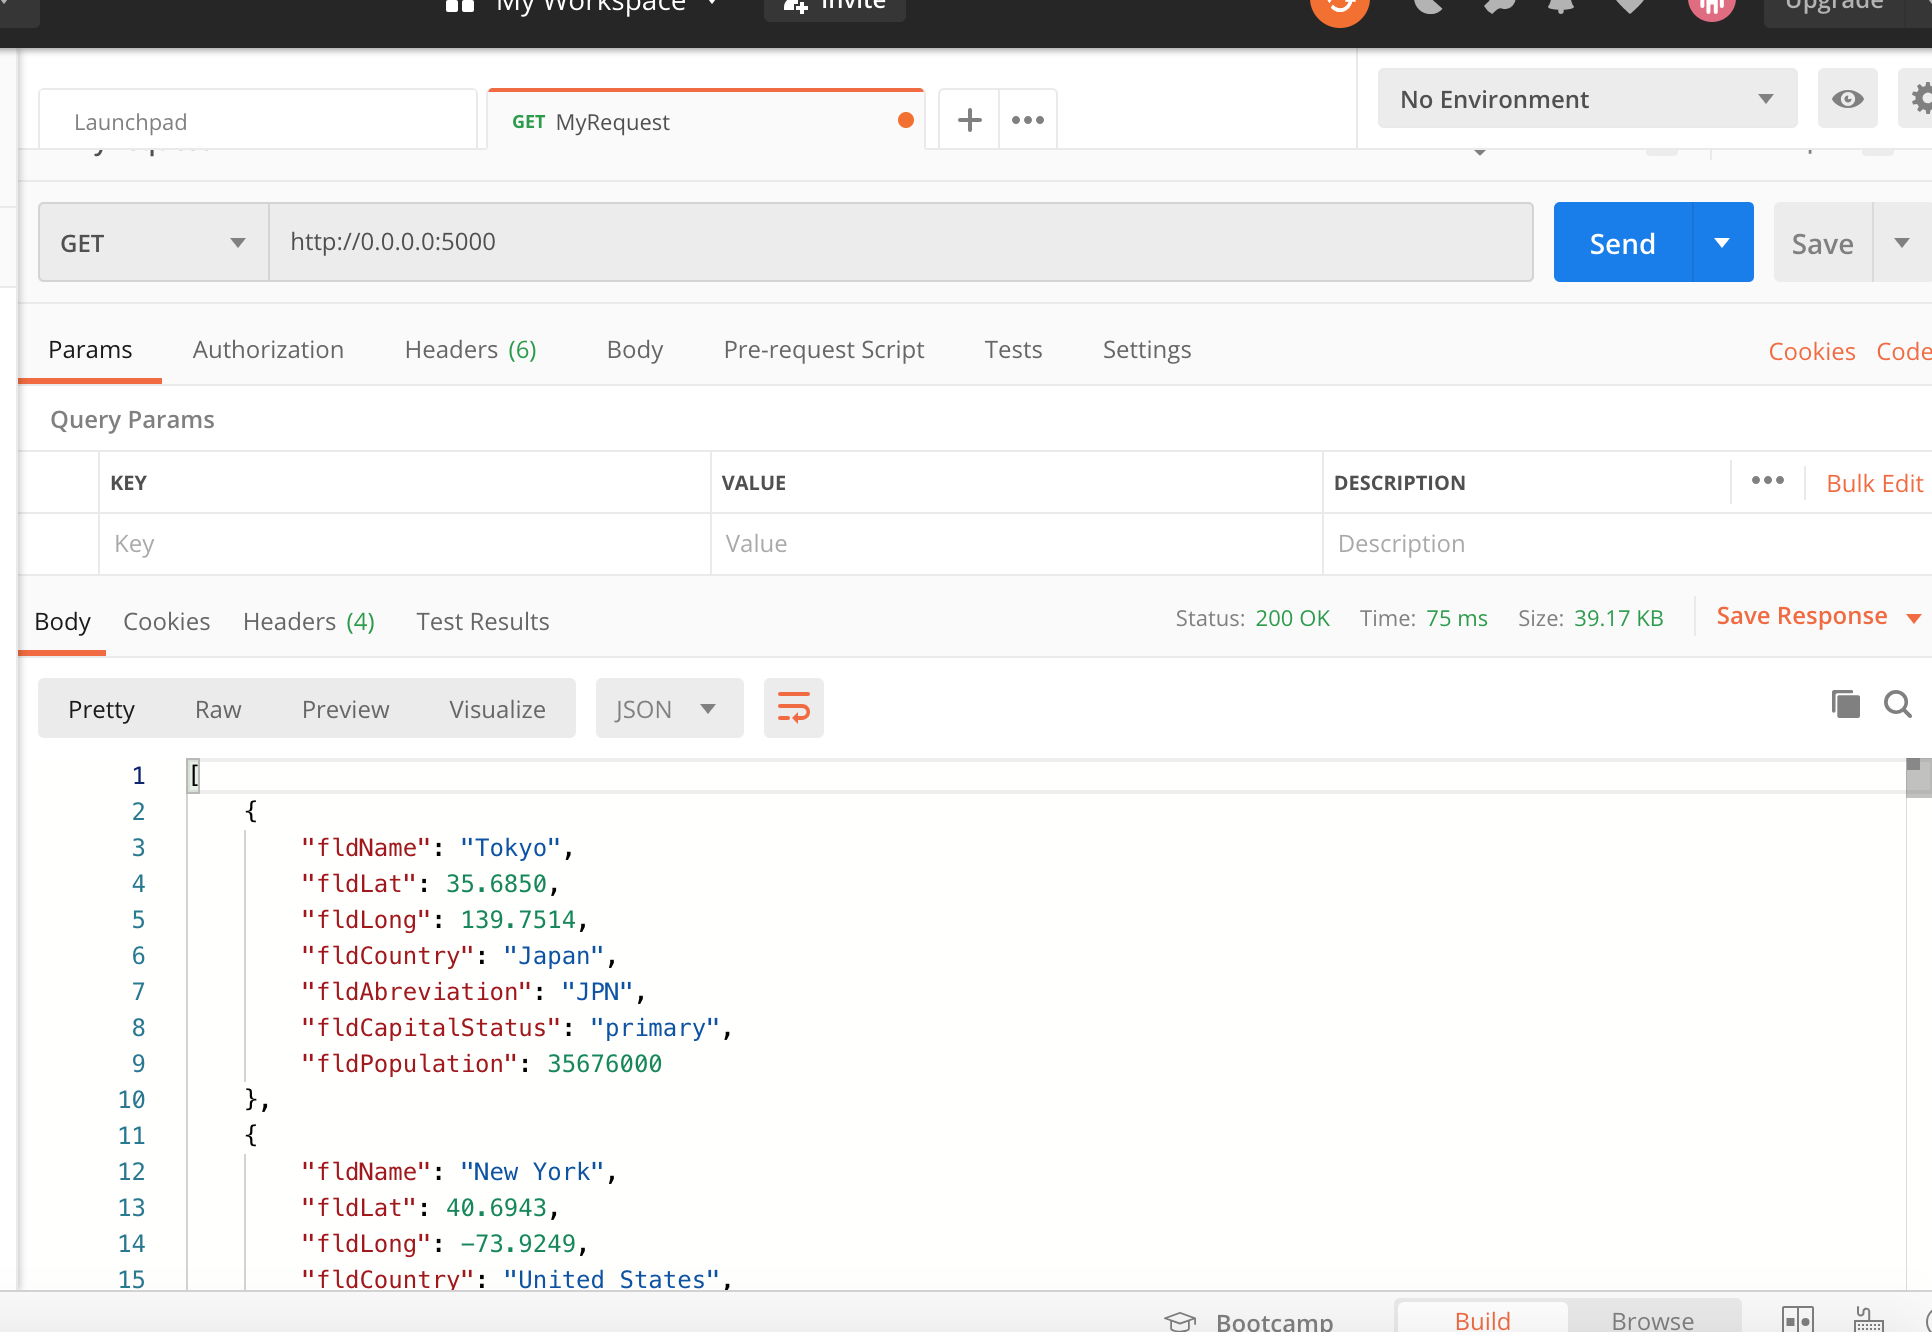 My Workspace Invite Upgrade
Launchpad GET MyRequest No Environment
GET http://0.0.0.0:5000 Send Save
Params Authorization Headers (6) Body Pre-request Script Tests Settings Cookies Code
Query Params
KEY VALUE DESCRIPTION Bulk Edit
Key Value Description
Body Cookies Headers (4) Test Results Status: 200 OK Time: 75 ms Size: 39.17 KB Save Response
Pretty Raw Preview Visualize JSON
1 [
2 {
3 "fldName": "Tokyo",
4 "fldLat": 35.6850,
5 "fldLong": 139.7514,
6 "fldCountry": "Japan",
7 "fldAbreviation": "JPN",
8 "fldCapitalStatus": "primary",
9 "fldPopulation": 35676000
10 },
11 {
12 "fldName": "New York",
13 "fldLat": 40.6943,
14 "fldLong": -73.9249,
15 "fldCountry": "United States",
Bootcamp Build Browse